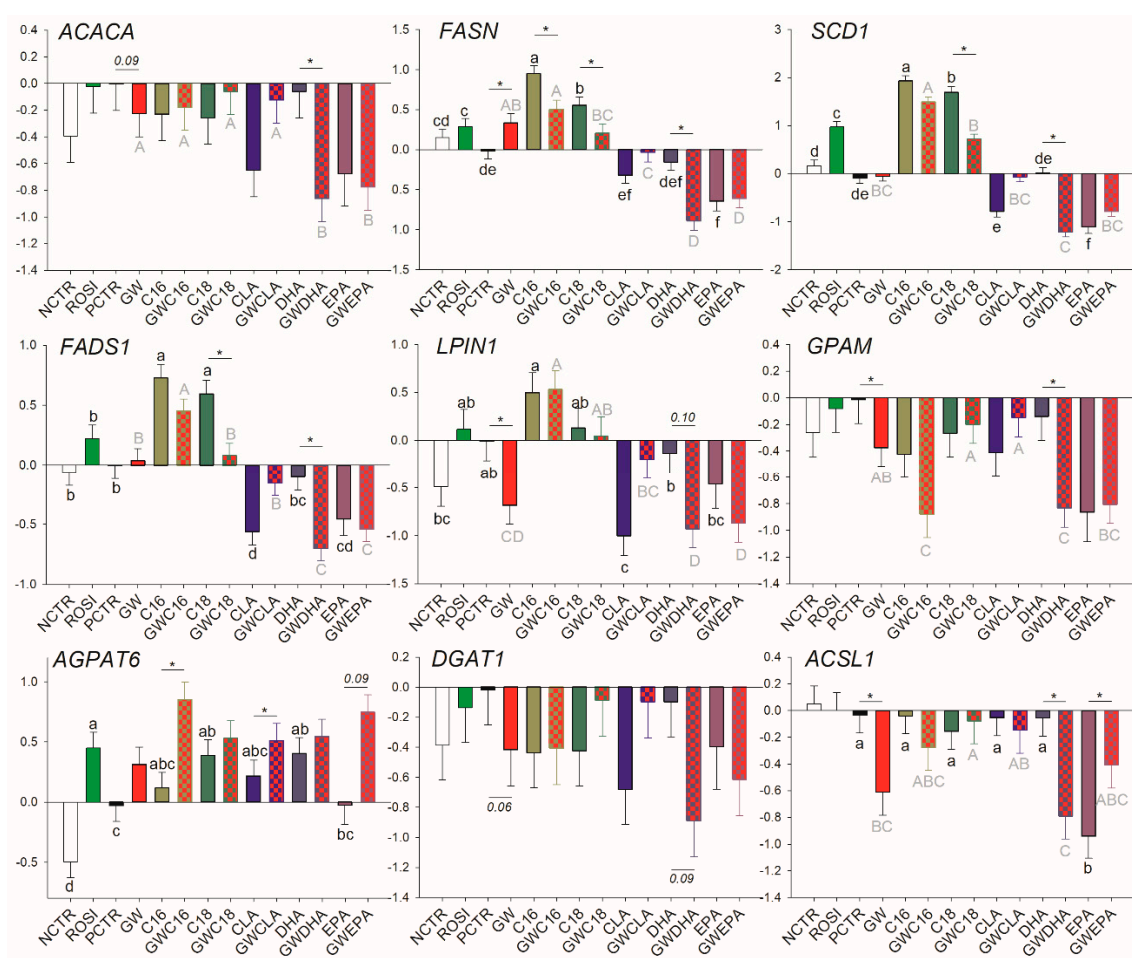 ACACA
0.4
0.2
0.0
-0.2
-0.4
-0.6
-0.8
-1.0
-1.2
-1.4
0.09
*
A
A
A
A
B
B
NCTR
ROSI
PCTR
GW
C16
GWC16
C18
GWC18
CLA
GWCLA
DHA
GWDHA
EPA
GWEPA
FASN
1.5
1.0
0.5
0.0
0.5
1.0
1.5
* * * *
cd
c
de
AB
a
A
b
BC
ef
C
def
D
f
D
NCTR
ROSI
PCTR
GW
C16
GWC16
C18
GWC18
CLA
GWCLA
DHA
GWDHA
EPA
GWEPA
SCD1
3
2
1
0
-1
-2
* *
d
c
de
BC
a
A
b
B
e
BC
de
C
f
BC
NCTR
ROSI
PCTR
GW
C16
GWC16
C18
GWC18
CLA
GWCLA
DHA
GWDHA
EPA
GWEPA
FADS1
1.0
0.5
0.0
-0.5
-1.0
* *
b
b
b
B
a
A
a
B
d
B
bc
C
cd
C
NCTR
ROSI
PCTR
GW
C16
GWC16
C18
GWC18
CLA
GWCLA
DHA
GWDHA
EPA
GWEPA
LPIN1
1.0
0.5
0.0
-0.5
-1.0
-1.5
*
0.10
bc
ab
ab
CD
a
A
ab
AB
c
BC
b
D
bc
D
NCTR
ROSI
PCTR
GW
C16
GWC16
C18
GWC18
CLA
GWCLA
DHA
GWDHA
EPA
GWEPA
GPAM
0.4
0.2
0.0
-0.2
-0.4
-0.6
-0.8
-1.0
-1.2
-1.4
* *
AB
C
A
A
C
BC
NCTR
ROSI
PCTR
GW
C16
GWC16
C18
GWC18
CLA
GWCLA
DHA
GWDHA
EPA
GWEPA
AGPAT6
1.0
0.5
0.0
-0.5
* *
0.09
d
a
c
abc
ab
abc
ab
bc
NCTR
ROSI
PCTR
GW
C16
GWC16
C18
GWC18
CLA
GWCLA
DHA
GWDHA
EPA
GWEPA
DGAT1
0.2
0.0
-0.2
-0.4
-0.6
-0.8
-1.0
-1.2
-1.4
0.06
0.09
NCTR
ROSI
PCTR
GW
C16
GWC16
C18
GWC18
CLA
GWCLA
DHA
GWDHA
EPA
GWEPA
ACSL1
0.4
0.2
0.0
-0.2
-0.4
-0.6
-0.8
-1.0
-1.2
-1.4
* * *
a
BC
a
ABC
a
A
a
AB
a
C
b
ABC
NCTR
ROSI
PCTR
GW
C16
GWC16
C18
GWC18
CLA
GWCLA
DHA
GWDHA
EPA
GWEPA